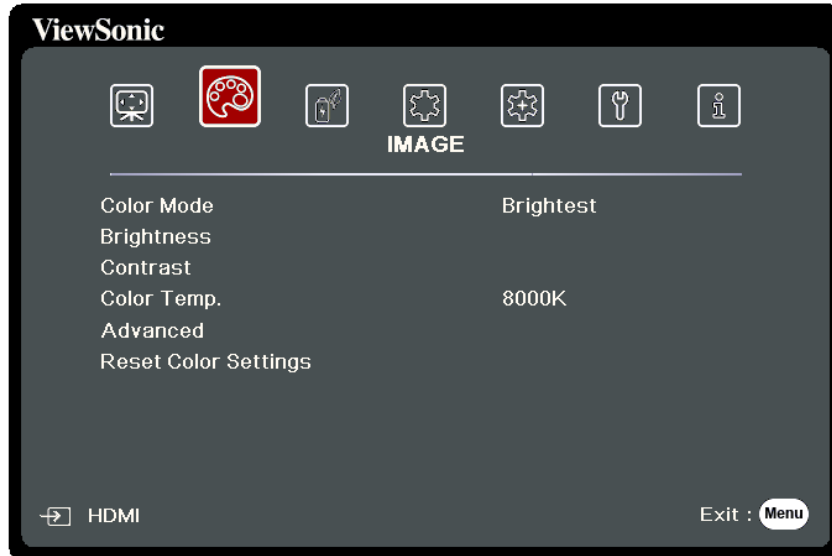 ViewSonic
IMAGE
Color Mode Brightest
Brightness
Contrast
Color Temp. 8000K
Advanced
Reset Color Settings
HDMI Exit : Menu